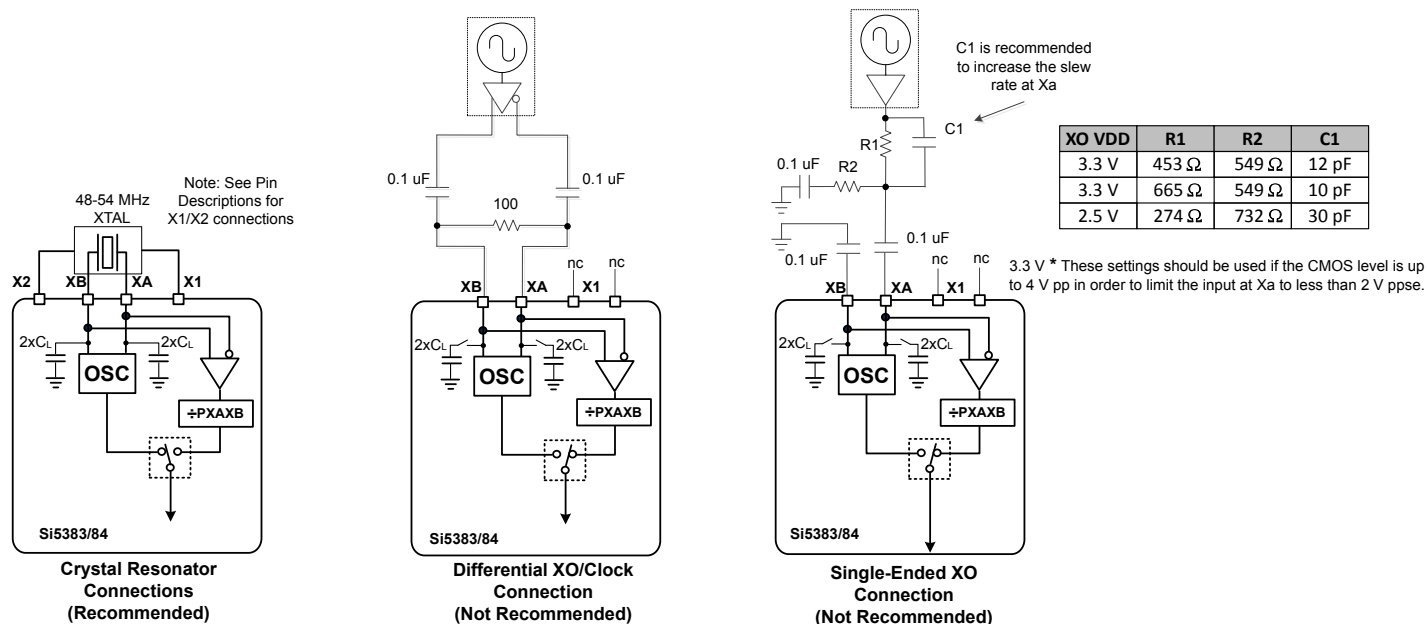 48-54 MHz
XTAL
Note: See Pin
Descriptions for
X1/X2 connections
X2
XB
XA
X1
2xCL
2xCL
OSC
÷PXAXB
Si5383/84
Crystal Resonator
Connections
(Recommended)
0.1 uF
0.1 uF
100
nc
nc
XB
XA
X1
2xCL
2xCL
OSC
÷PXAXB
Si5383/84
Differential XO/Clock
Connection
(Not Recommended)
C1 is recommended
to increase the slew
rate at Xa
C1
R1
0.1 uF
R2
0.1 uF
0.1 uF
nc
nc
XB
XA
X1
2xCL
2xCL
OSC
÷PXAXB
Si5383/84
Single-Ended XO
Connection
(Not Recommended)
XO VDD R1 R2 C1
3.3 V 453 Ω 549 Ω 12 pF
3.3 V 665 Ω 549 Ω 10 pF
2.5 V 274 Ω 732 Ω 30 pF
3.3 V * These settings should be used if the CMOS level is up
to 4 V pp in order to limit the input at Xa to less than 2 V ppse.